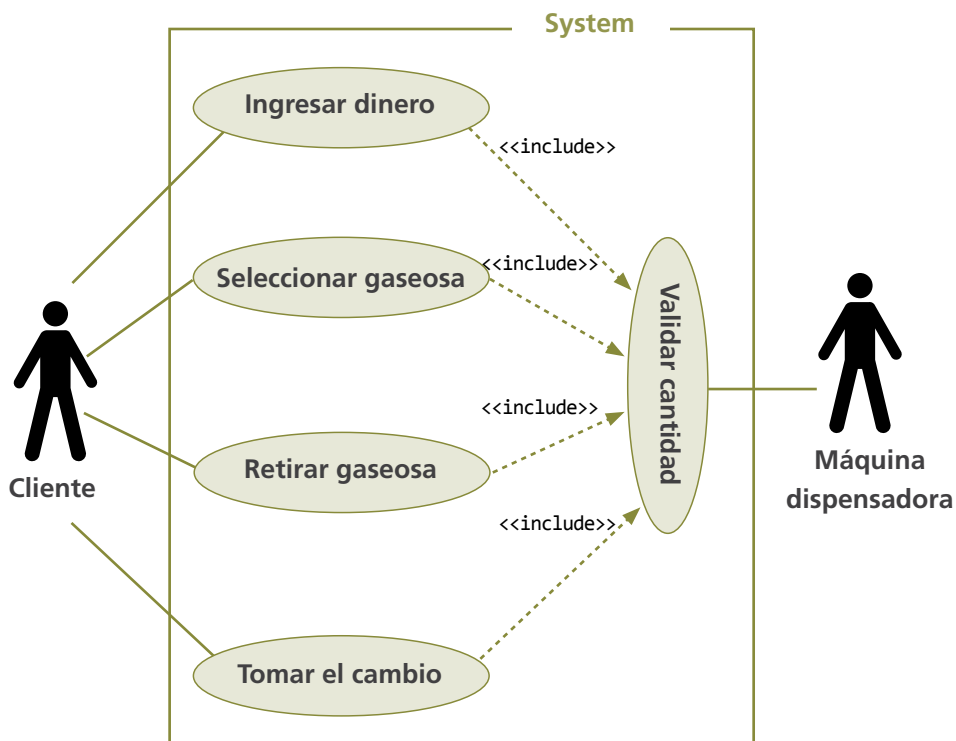 System
Ingresar dinero
<<include>>
Seleccionar gaseosa
<<include>>
Validar cantidad
<<include>>
Retirar gaseosa
Cliente
Máquina
dispensadora
<<include>>
Tomar el cambio